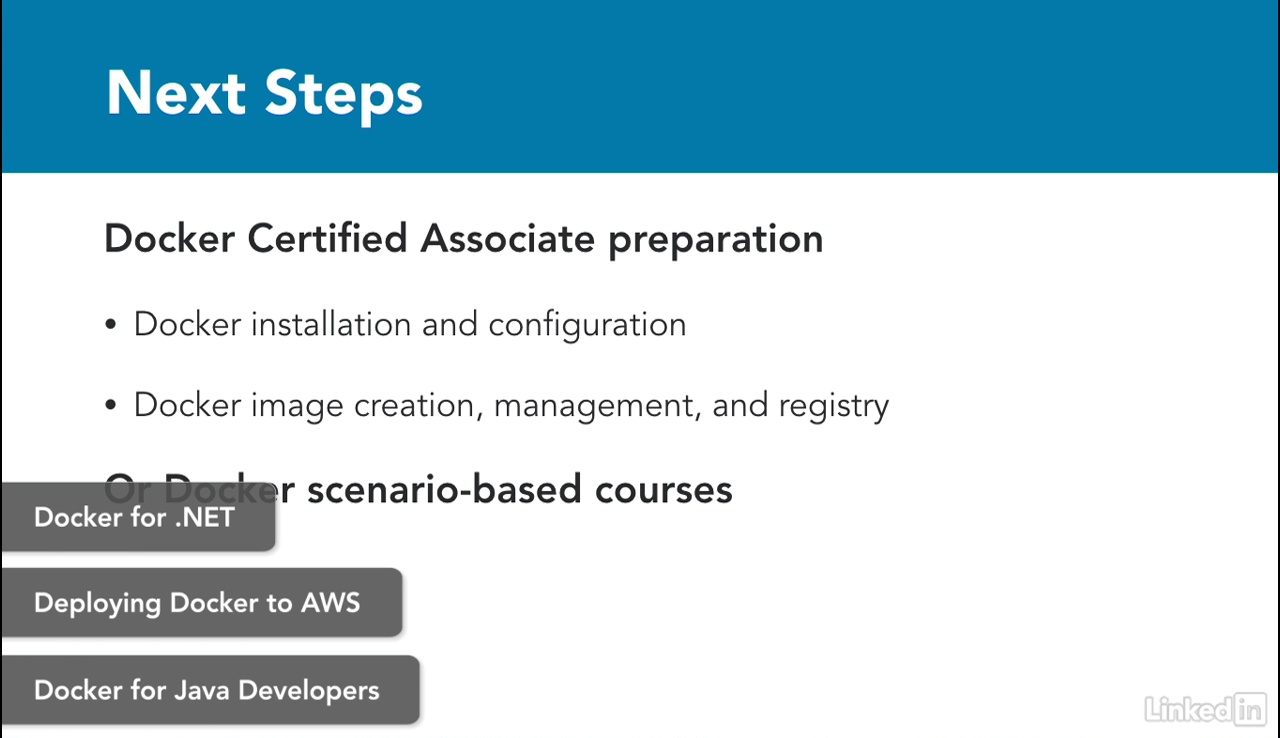 Next Steps
Docker Certified Associate preparation
• Docker installation and configuration
• Docker image creation, management, and registry
Or Docker scenario-based courses
Docker for .NET
Deploying Docker to AWS
Docker for Java Developers
Linkedin